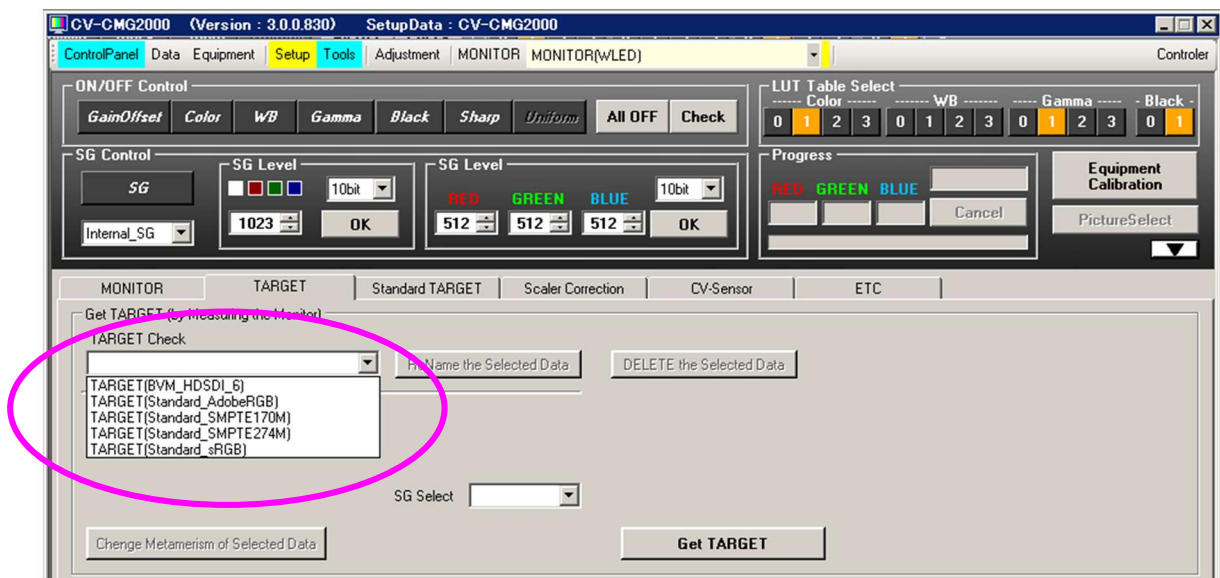 CV-CMG2000 (Version : 3.0.0.830) SetupData : CV-CMG2000
ControlPanel Data Equipment Setup Tools Adjustment MONITOR MONITOR(WLED) Controler
ON/OFF Control
GainOffset Color WB Gamma Black Sharp Uniform All OFF Check
LUT Table Select
Color WB Gamma Black
0 1 2 3 0 1 2 3 0 1 2 3 0 1
SG Control
SG
Internal_SG
SG Level
10bit
1023 OK
SG Level
RED GREEN BLUE 10bit
512 512 512 OK
Progress
RED GREEN BLUE
Cancel
Equipment
Calibration
PictureSelect
MONITOR TARGET Standard TARGET Scaler Correction CV-Sensor ETC
Get TARGET (by Measuring the Monitor)
TARGET Check
ReName the Selected Data DELETE the Selected Data
TARGET(BVM_HDSDI_6)
TARGET(Standard_AdobeRGB)
TARGET(Standard_SMPTE170M)
TARGET(Standard_SMPTE274M)
TARGET(Standard_sRGB)
SG Select
Chenge Metamerism of Selected Data Get TARGET